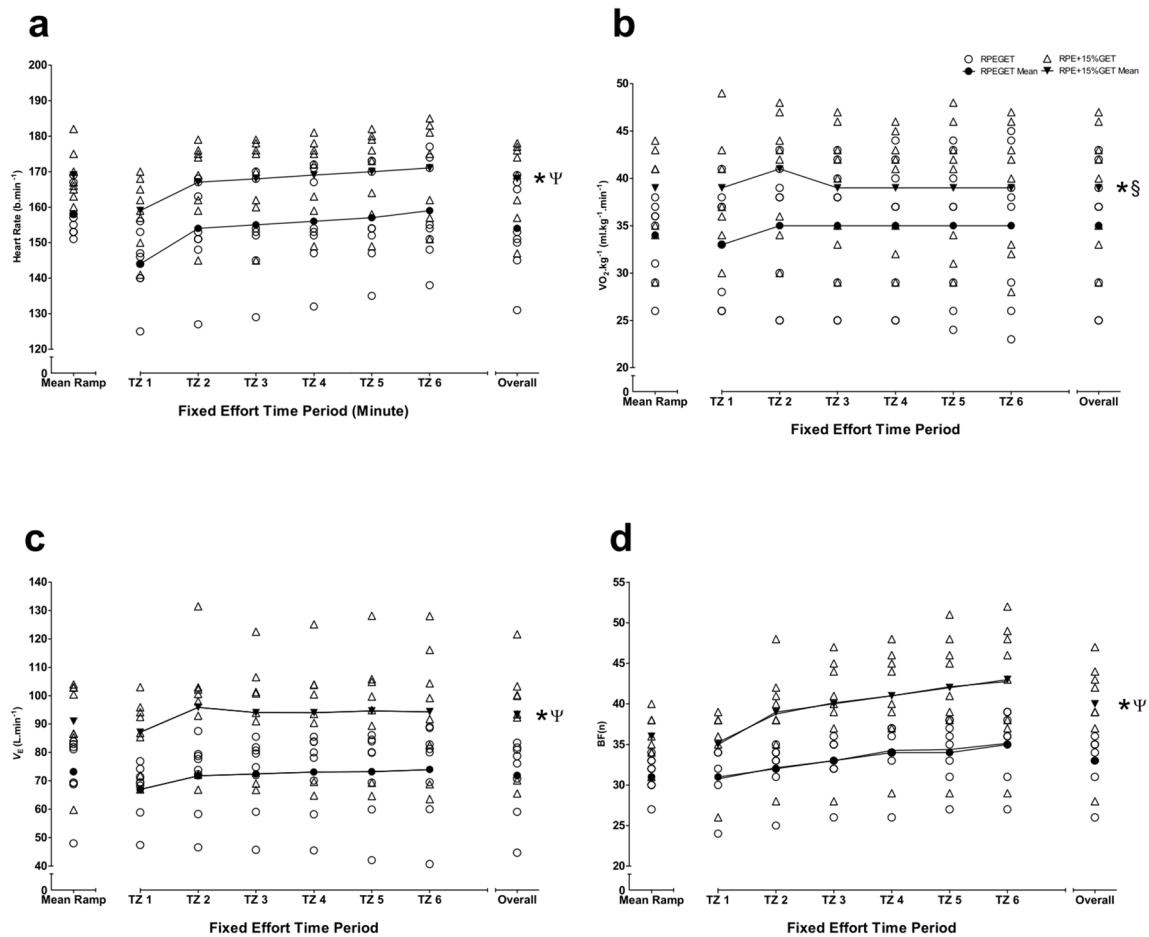 a
200
190
180
170
160
150
140
130
120
0
Heart Rate (b.min⁻¹)
Mean Ramp TZ 1 TZ 2 TZ 3 TZ 4 TZ 5 TZ 6 Overall
Fixed Effort Time Period (Minute)
* Ψ
b
RPEGET RPE+15%GET
RPEGET Mean RPE+15%GET Mean
50
45
40
35
30
25
20
0
VO₂.kg⁻¹ (ml.kg⁻¹.min⁻¹)
Mean Ramp TZ 1 TZ 2 TZ 3 TZ 4 TZ 5 TZ 6 Overall
Fixed Effort Time Period
* §
c
140
130
120
110
100
90
80
70
60
50
40
0
V̇E (L.min⁻¹)
Mean Ramp TZ 1 TZ 2 TZ 3 TZ 4 TZ 5 TZ 6 Overall
Fixed Effort Time Period
* Ψ
d
55
50
45
40
35
30
25
20
0
BF(n)
Mean Ramp TZ 1 TZ 2 TZ 3 TZ 4 TZ 5 TZ 6 Overall
Fixed Effort Time Period
* Ψ